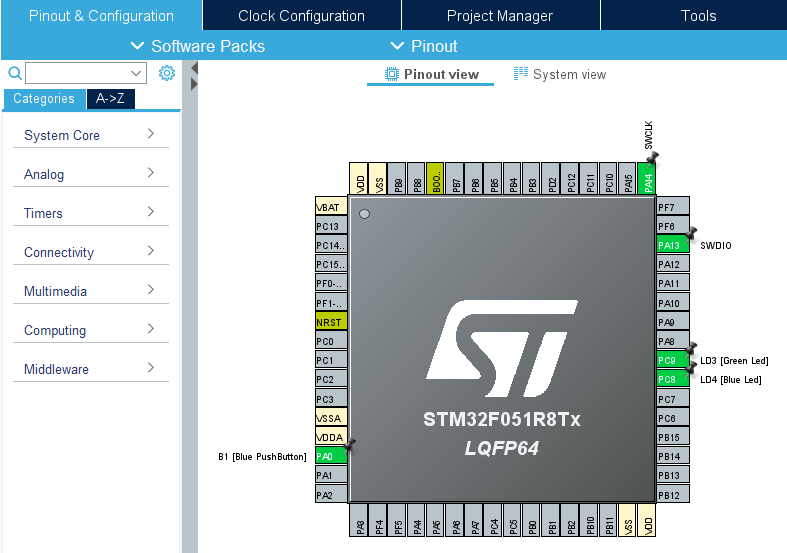 Pinout & Configuration
Clock Configuration
Project Manager
Tools
Software Packs
Pinout
Pinout view
System view
Categories
A->Z
System Core
Analog
Timers
Connectivity
Multimedia
Computing
Middleware
SWCLK
VDD
VSS
PB9
PB8
BOO..
PB7
PB6
PB5
PB4
PB3
PD2
PC12
PC11
PC10
PA15
PA14
VBAT
PC13
PC14..
PC15..
PF0-..
PF1-..
NRST
PC0
PC1
PC2
PC3
VSSA
VDDA
B1 [Blue PushButton]
PA0
PA1
PA2
ST
STM32F051R8Tx
LQFP64
PF7
PF6
PA13
SWDIO
PA12
PA11
PA10
PA9
PA8
PC9
LD3 [Green Led]
PC8
LD4 [Blue Led]
PC7
PC6
PB15
PB14
PB13
PB12
PA3
PF4
PF5
PA4
PA5
PA6
PA7
PC4
PC5
PB0
PB1
PB2
PB10
PB11
VSS
VDD